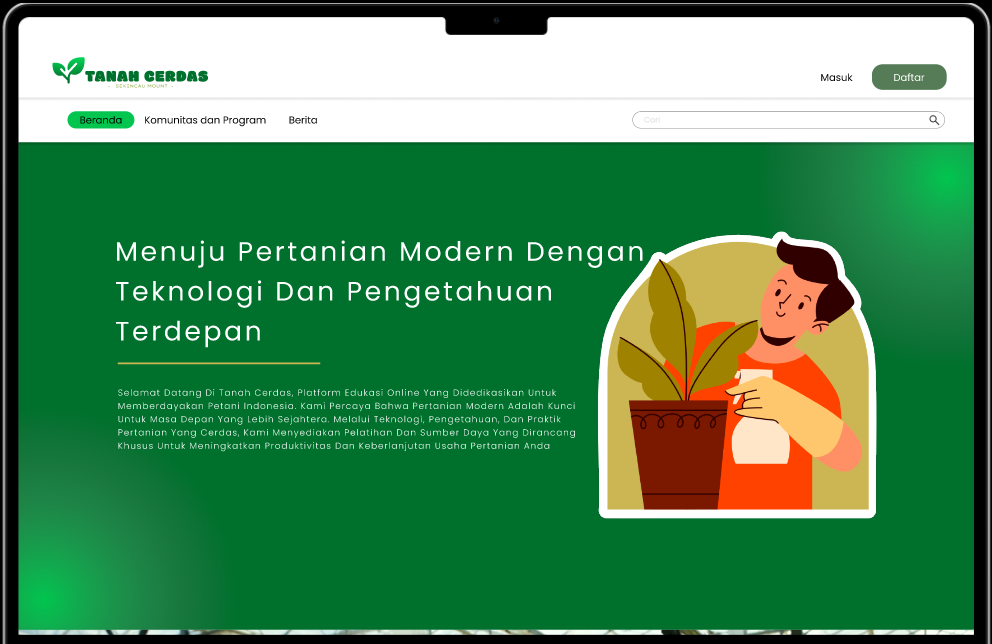 TANAH CERDAS
- SEKINCAU MOUNT -
Masuk
Daftar
Beranda
Komunitas dan Program
Berita
Cari
Menuju Pertanian Modern Dengan
Teknologi Dan Pengetahuan
Terdepan
Selamat Datang Di Tanah Cerdas, Platform Edukasi Online Yang Didedikasikan Untuk
Memberdayakan Petani Indonesia. Kami Percaya Bahwa Pertanian Modern Adalah Kunci
Untuk Masa Depan Yang Lebih Sejahtera. Melalui Teknologi, Pengetahuan, Dan Praktik
Pertanian Yang Cerdas, Kami Menyediakan Pelatihan Dan Sumber Daya Yang Dirancang
Khusus Untuk Meningkatkan Produktivitas Dan Keberlanjutan Usaha Pertanian Anda